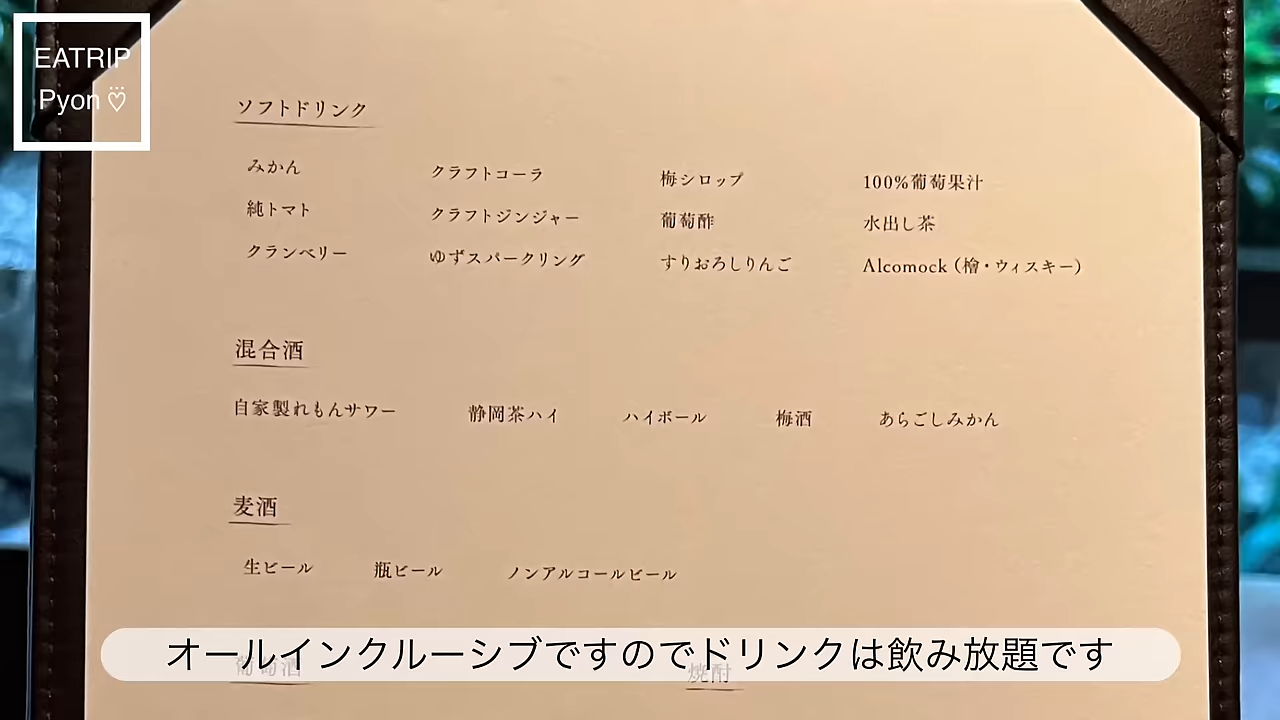 EATRIP
Pyon ♡
ソフトドリンク
みかん クラフトコーラ 梅シロップ 100%葡萄果汁
純トマト クラフトジンジャー 葡萄酢 水出し茶
クランベリー ゆずスパークリング すりおろしりんご Alcomock（檜・ウィスキー）
混合酒
自家製れもんサワー 静岡茶ハイ ハイボール 梅酒 あらごしみかん
麦酒
生ビール 瓶ビール ノンアルコールビール
葡萄酒 焼酎
オールインクルーシブですのでドリンクは飲み放題です